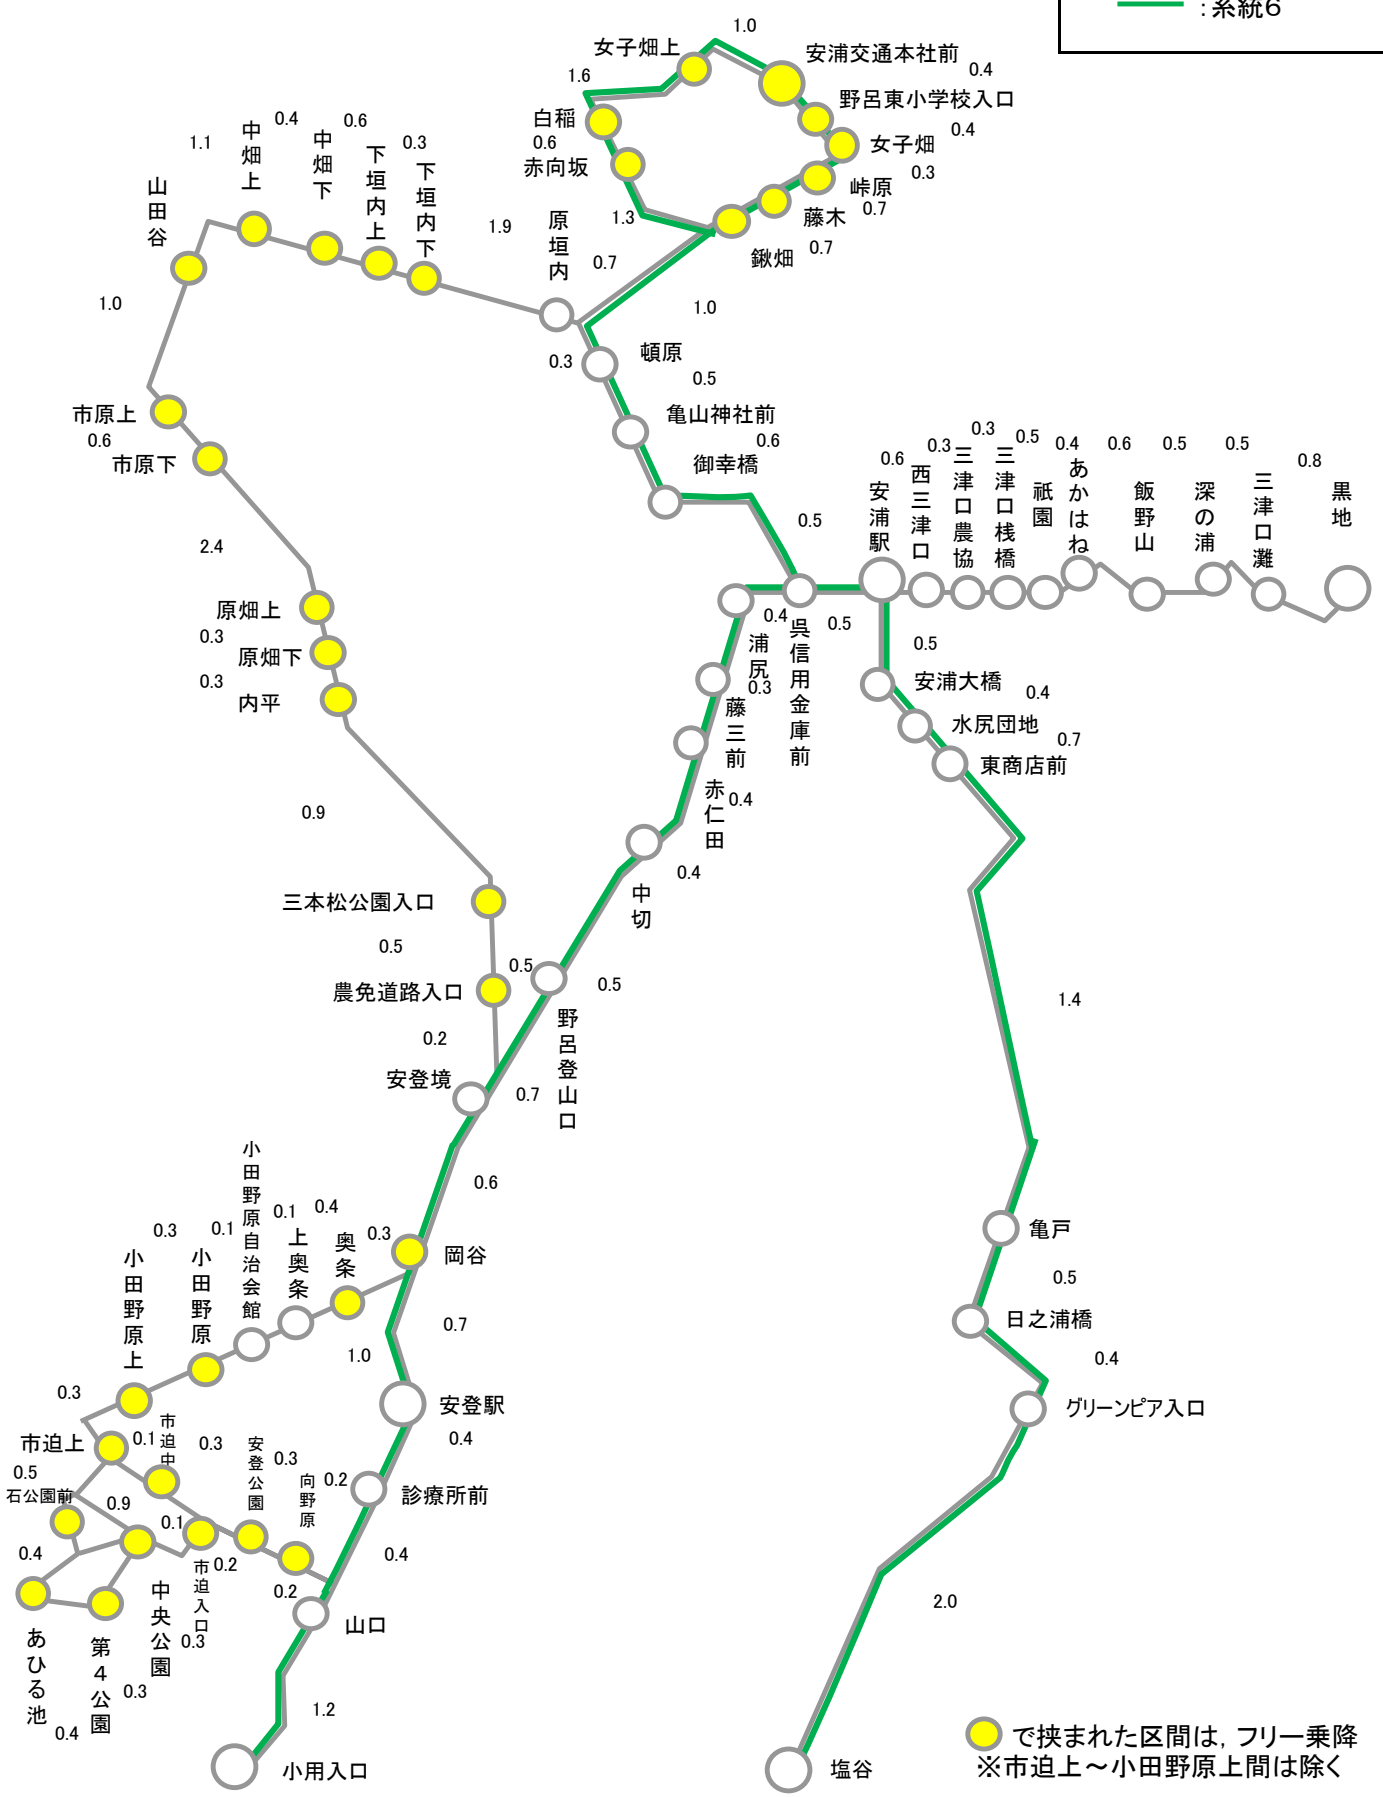 :系統6
1.0
女子畑上
安浦交通本社前
0.4
1.6
野呂東小学校入口
白稲
0.4
女子畑
0.6
赤向坂
0.3
峠原
0.7
藤木
1.3
0.7
鍬畑
1.1
中畑上
0.4
中畑下
0.6
下垣内上
0.3
下垣内下
山田谷
1.9
原垣内
0.7
1.0
1.0
0.3
頓原
0.5
亀山神社前
0.6
御幸橋
0.5
市原上
0.6
市原下
2.4
原畑上
0.3
原畑下
0.3
内平
0.9
三本松公園入口
0.5
農免道路入口
0.2
安浦駅
0.6
西三津口
0.3
三津口農協
0.3
三津口桟橋
0.5
祇園
0.4
あかはね
0.6
飯野山
0.5
深の浦
0.5
三津口灘
0.8
黒地
0.4
呉信用金庫前
0.5
0.5
浦尻
0.3
藤三前
0.4
赤仁田
0.4
中切
0.5
0.5
野呂登山口
0.7
安登境
0.6
岡谷
0.7
1.0
安登駅
0.4
診療所前
0.4
山口
1.2
小用入口
安浦大橋
0.4
水尻団地
0.7
東商店前
1.4
亀戸
0.5
日之浦橋
0.4
グリーンピア入口
2.0
塩谷
0.3
奥条
0.4
上奥条
0.1
小田野原自治会館
0.1
小田野原
0.3
小田野原上
0.3
市迫上
0.1
市迫中
0.3
安登公園
0.3
向野原
0.2
0.5
石公園前
0.9
0.1
0.2
0.2
0.4
市迫入口
0.3
中央公園
0.3
第4公園
0.4
あひる池
で挟まれた区間は,フリー乗降
※市迫上～小田野原上間は除く